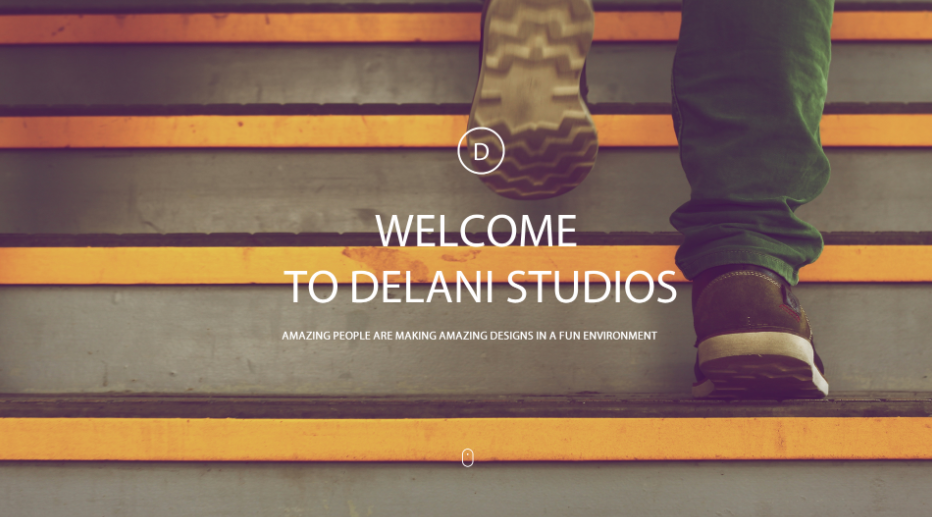 D
WELCOME
TO DELANI STUDIOS
AMAZING PEOPLE ARE MAKING AMAZING DESIGNS IN A FUN ENVIRONMENT